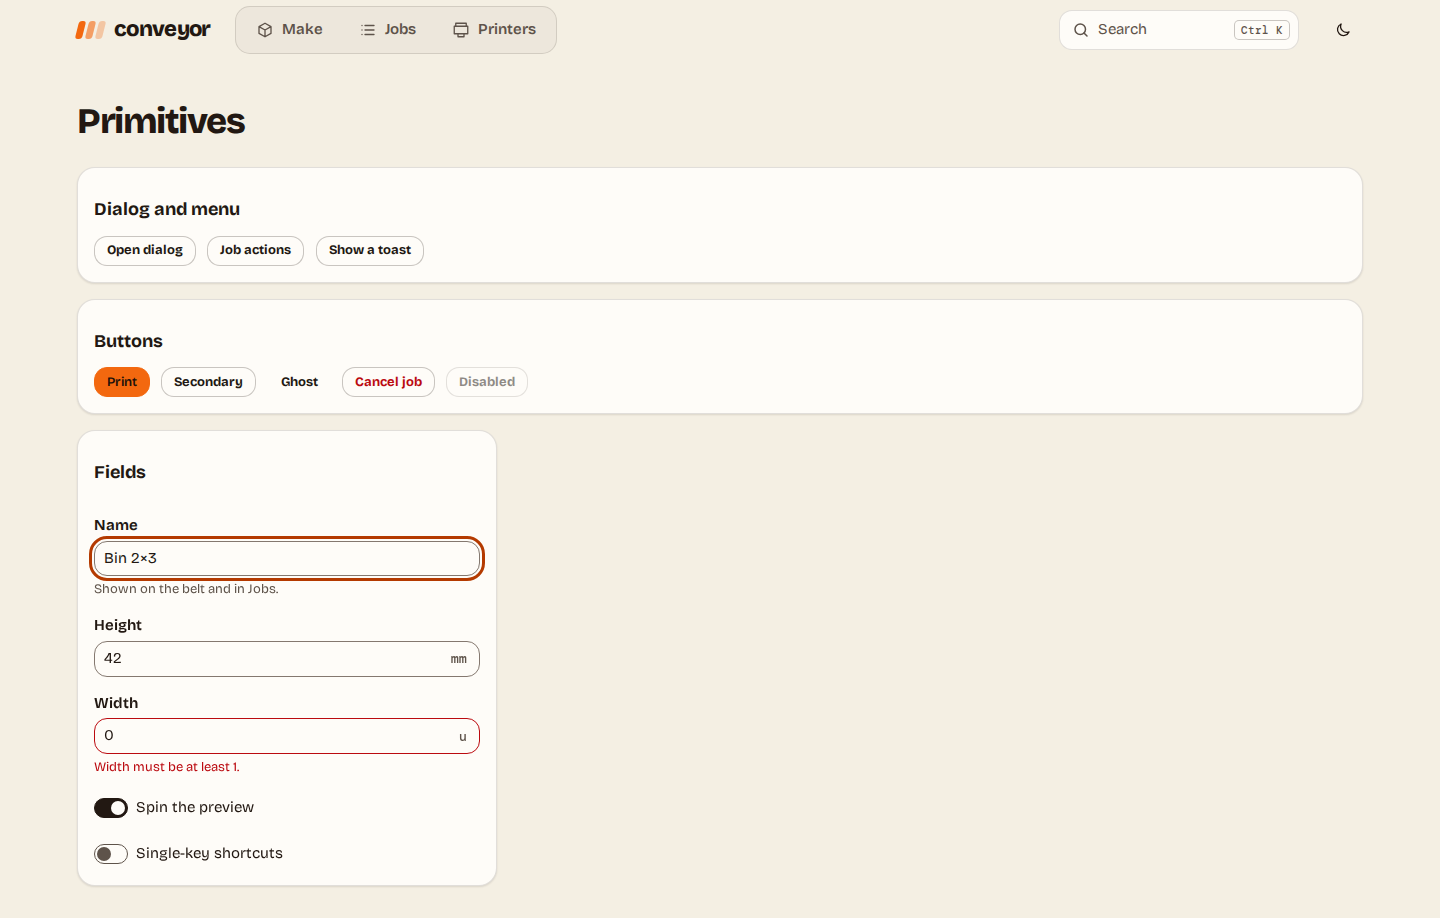 conveyor
Make
Jobs
Printers
Search
Ctrl K
Primitives
Dialog and menu
Open dialog
Job actions
Show a toast
Buttons
Print
Secondary
Ghost
Cancel job
Disabled
Fields
Name
Bin 2×3
Shown on the belt and in Jobs.
Height
42 mm
Width
0 u
Width must be at least 1.
Spin the preview
Single-key shortcuts